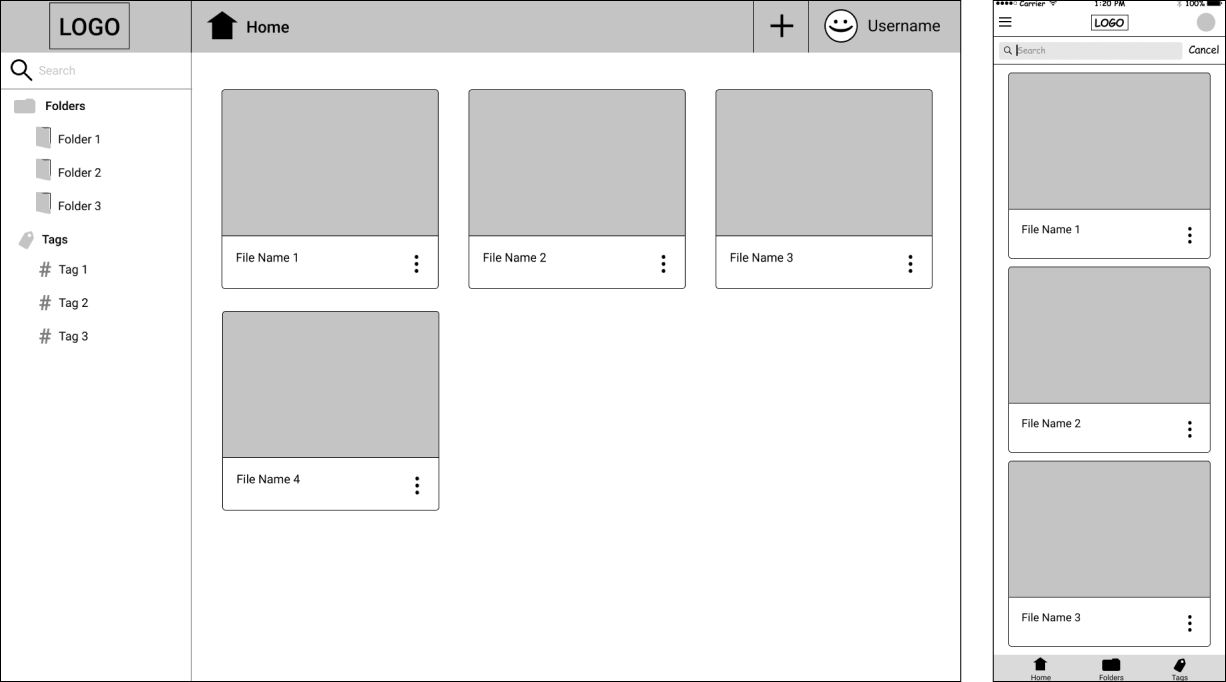 LOGO
Home
Username
Search
Folders
Folder 1
Folder 2
Folder 3
Tags
# Tag 1
# Tag 2
# Tag 3
File Name 1
File Name 2
File Name 3
File Name 4
Carrier 1:20 PM 100%
LOGO
Search Cancel
File Name 1
File Name 2
File Name 3
Home Folders Tags